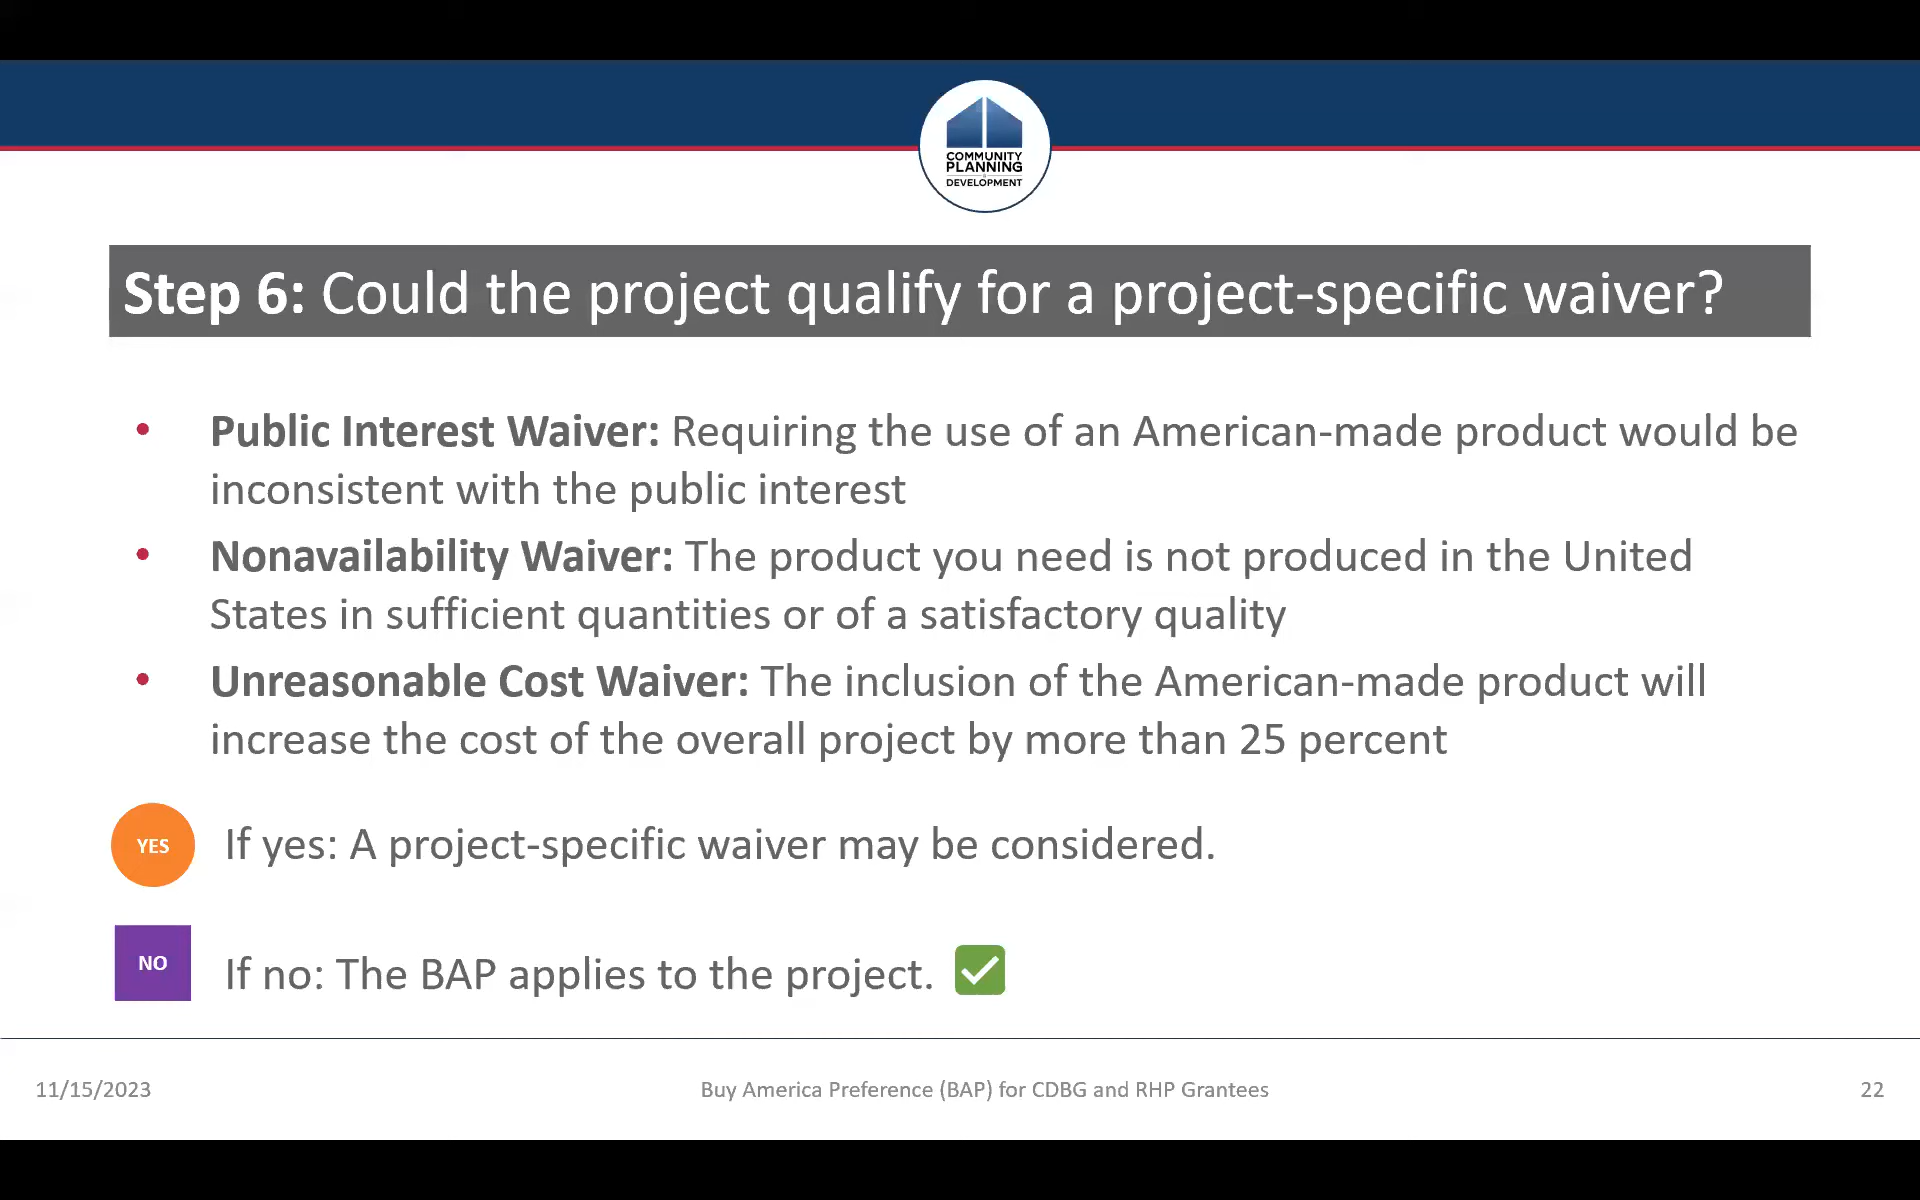 COMMUNITY
PLANNING
DEVELOPMENT
Step 6: Could the project qualify for a project-specific waiver?
• Public Interest Waiver: Requiring the use of an American-made product would be
inconsistent with the public interest
• Nonavailability Waiver: The product you need is not produced in the United
States in sufficient quantities or of a satisfactory quality
• Unreasonable Cost Waiver: The inclusion of the American-made product will
increase the cost of the overall project by more than 25 percent
YES If yes: A project-specific waiver may be considered.
NO If no: The BAP applies to the project. ✅
11/15/2023 Buy America Preference (BAP) for CDBG and RHP Grantees 22